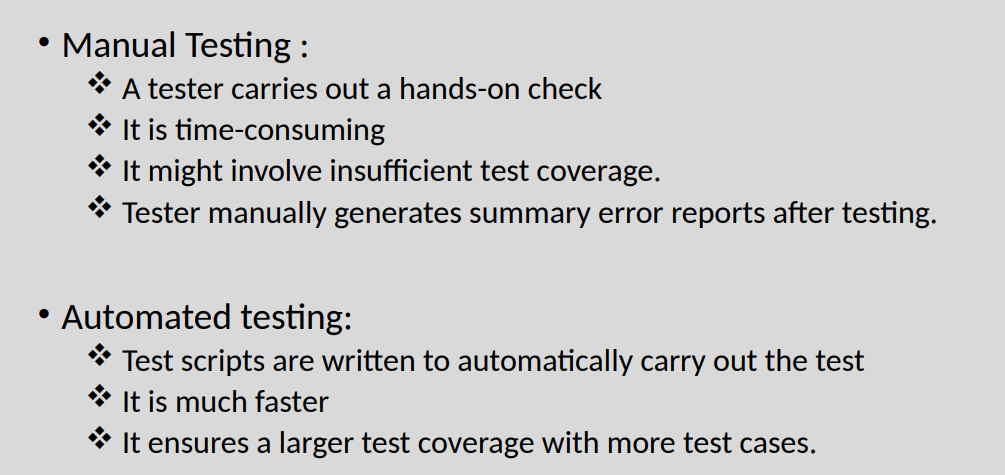 • Manual Testing :
❖ A tester carries out a hands-on check
❖ It is time-consuming
❖ It might involve insufficient test coverage.
❖ Tester manually generates summary error reports after testing.
• Automated testing:
❖ Test scripts are written to automatically carry out the test
❖ It is much faster
❖ It ensures a larger test coverage with more test cases.